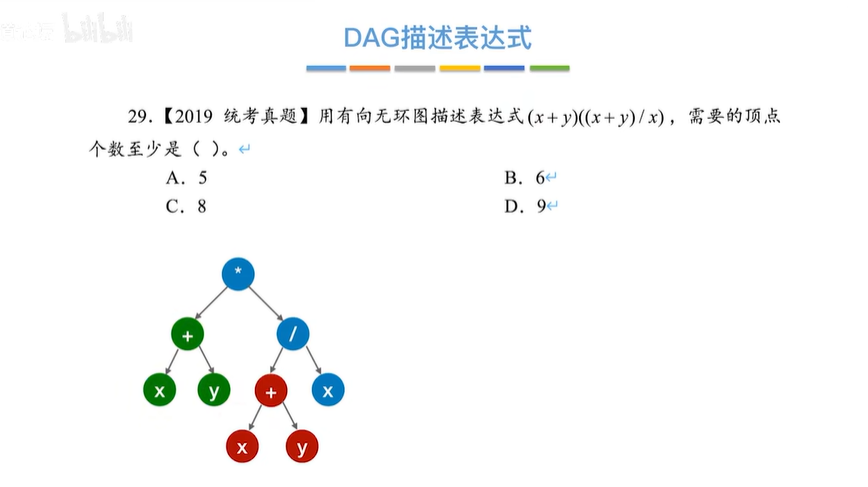 bilibili
DAG描述表达式
29.【2019 统考真题】用有向无环图描述表达式(x+y)((x+y)/x)，需要的顶点
个数至少是（ ）。↵
A．5 B．6↵
C．8 D．9↵
*
+ /
x y + x
x y